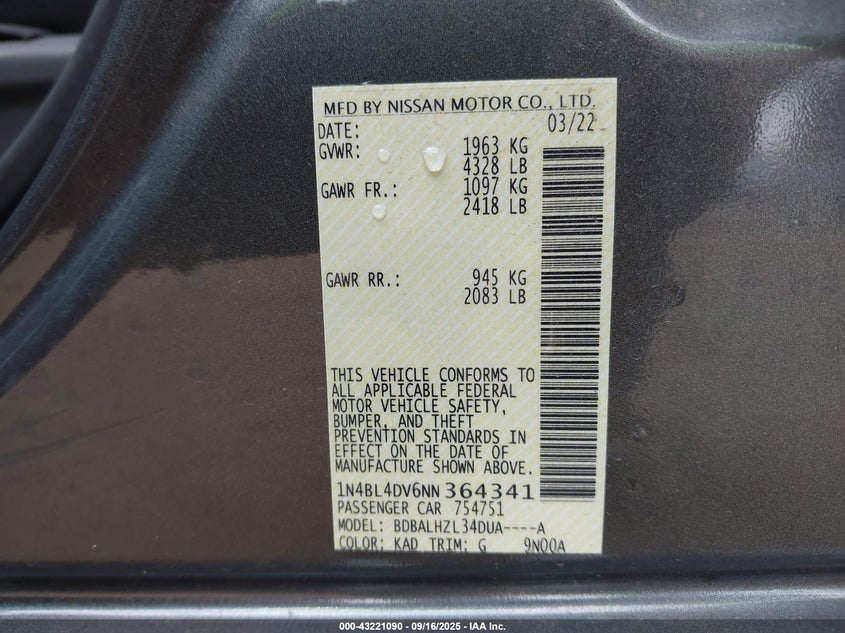 MFD BY NISSAN MOTOR CO., LTD.
DATE: 03/22
GVWR: 1963 KG
4328 LB
GAWR FR.: 1097 KG
2418 LB
GAWR RR.: 945 KG
2083 LB
THIS VEHICLE CONFORMS TO
ALL APPLICABLE FEDERAL
MOTOR VEHICLE SAFETY,
BUMPER, AND THEFT
PREVENTION STANDARDS IN
EFFECT ON THE DATE OF
MANUFACTURE SHOWN ABOVE.
1N4BL4DV6NN364341
PASSENGER CAR 754751
MODEL: BDBALHZL34DUA----A
COLOR: KAD TRIM: G 9N00A
000-43221090 - 09/16/2025 - IAA Inc.